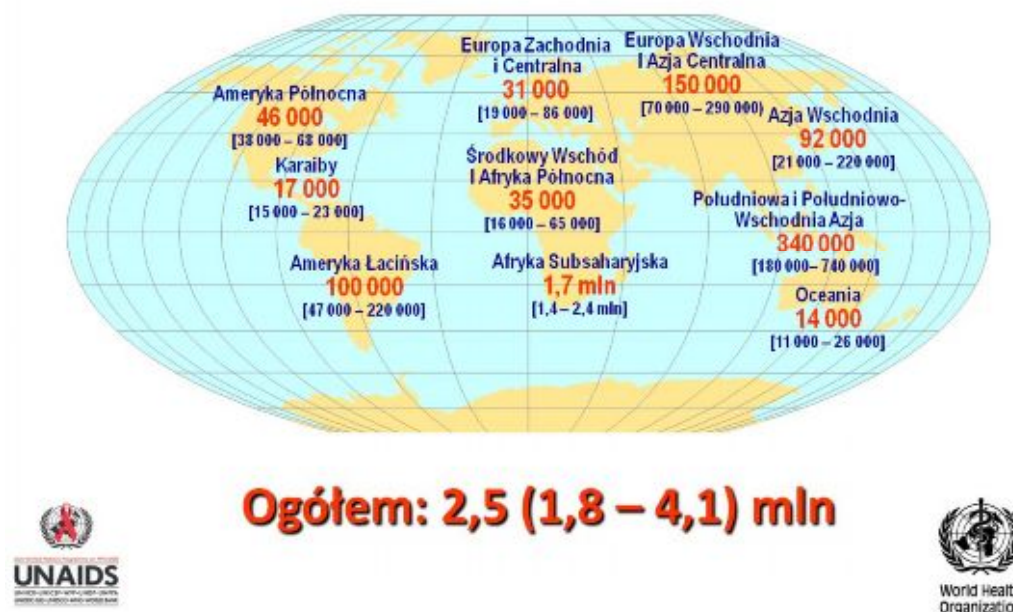 Europa Zachodnia
i Centralna
31 000
[19 000 – 86 000]
Europa Wschodnia
I Azja Centralna
150 000
[70 000 – 290 000)
Ameryka Północna
46 000
[38 000 – 68 000]
Azja Wschodnia
92 000
[21 000 – 220 000]
Karaiby
17 000
[15 000 – 23 000]
Środkowy Wschód
I Afryka Północna
35 000
[16 000 – 65 000]
Południowa i Południowo-
Wschodnia Azja
340 000
[180 000– 740 000]
Ameryka Łacińska
100 000
[47 000 – 220 000]
Afryka Subsaharyjska
1,7 mln
[1,4 – 2,4 mln]
Oceania
14 000
[11 000 – 26 000]
Ogółem: 2,5 (1,8 – 4,1) mln
UNAIDS
World Health
Organization